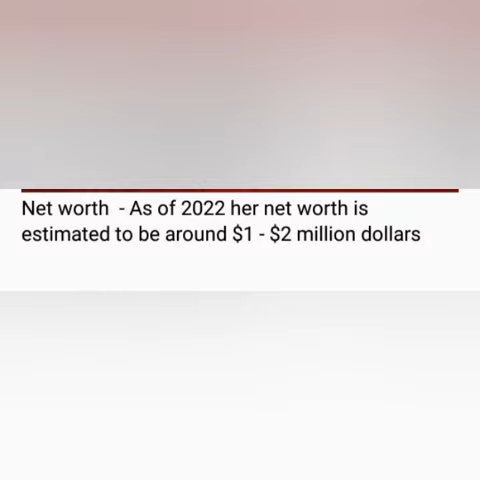 Net worth  - As of 2022 her net worth is
estimated to be around $1 - $2 million dollars